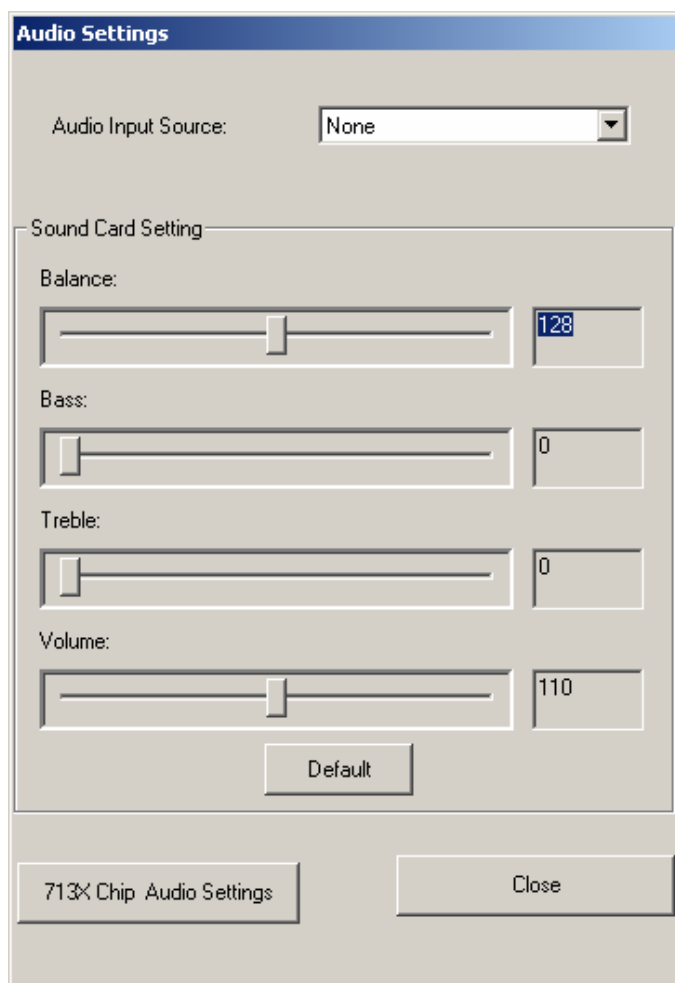 Audio Settings
Audio Input Source: None
Sound Card Setting
Balance:
128
Bass:
0
Treble:
0
Volume:
110
Default
713X Chip Audio Settings
Close